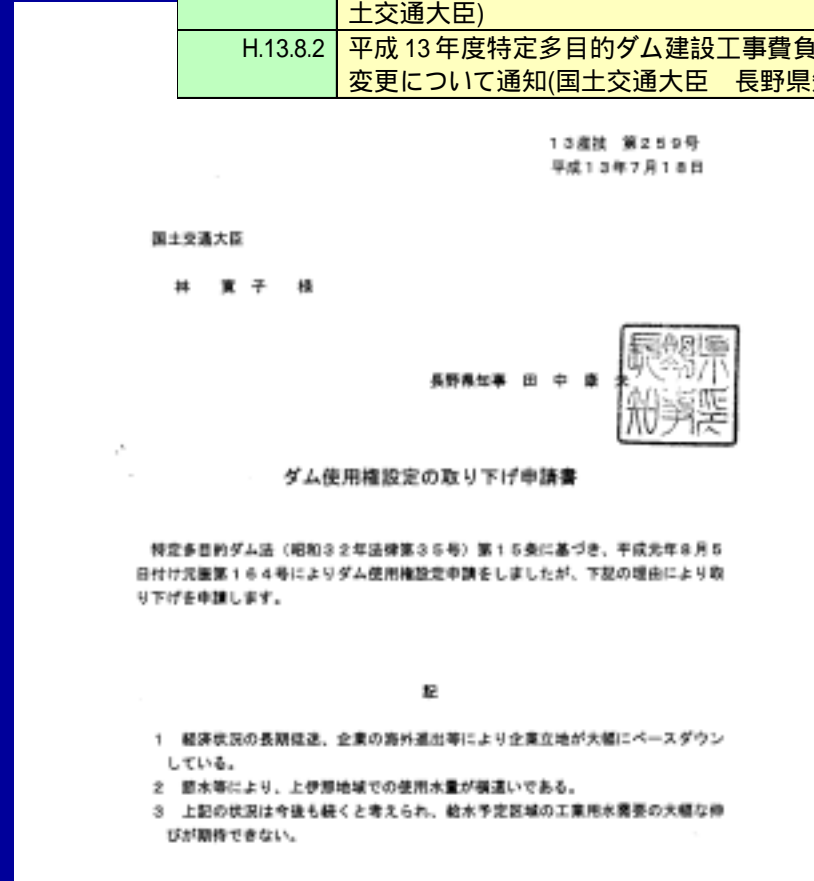 土交通大臣)
H.13.8.2 平成 13 年度特定多目的ダム建設工事費負
変更について通知(国土交通大臣 長野県
13産技 第259号
平成13年7月18日
国土交通大臣
林 寛 子 様
長野県知事 田 中 康 夫
ダム使用権設定の取り下げ申請書
特定多目的ダム法(昭和32年法律第35号)第15条に基づき、平成元年8月5
日付け元圏第164号によりダム使用権設定申請をしましたが、下記の理由により取
り下げを申請します。
記
1 経済状況の長期低迷、企業の海外進出等により企業立地が大幅にペースダウン
している。
2 節水等により、上伊那地域での使用水量が横這いである。
3 上記の状況は今後も続くと考えられ、給水予定区域の工業用水需要の大幅な伸
びが期待できない。